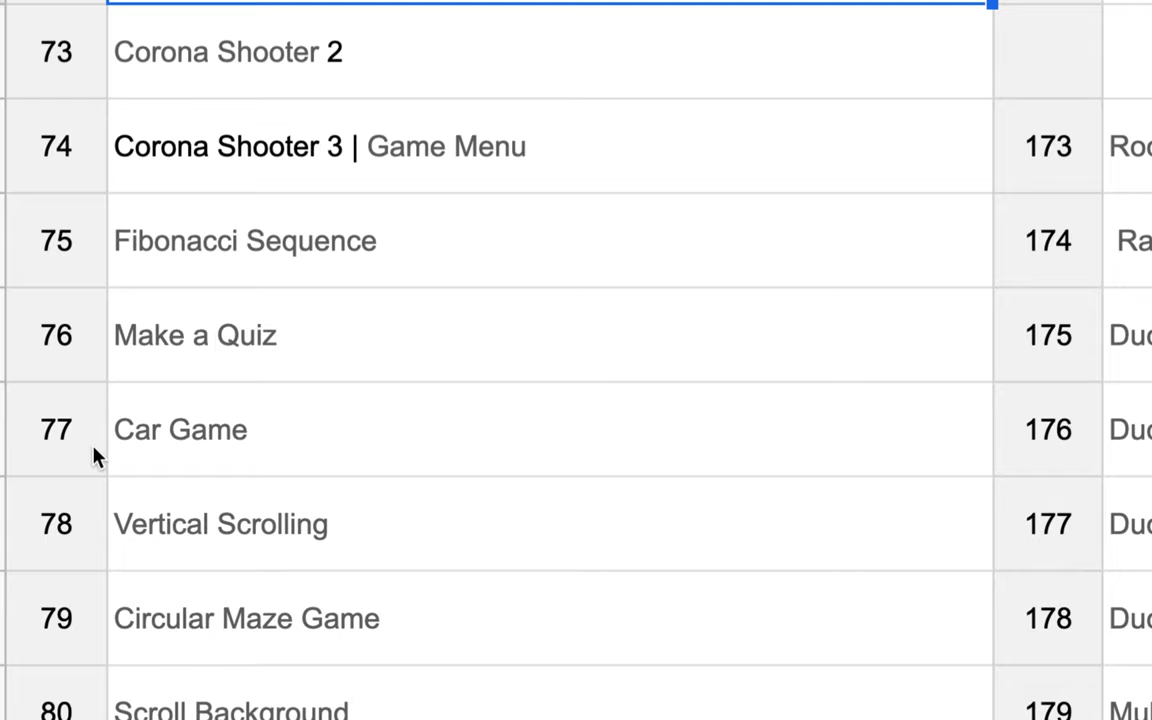 73 Corona Shooter 2
74 Corona Shooter 3 | Game Menu 173
75 Fibonacci Sequence 174
76 Make a Quiz 175
77 Car Game 176
78 Vertical Scrolling 177
79 Circular Maze Game 178
80 Scroll Background 179